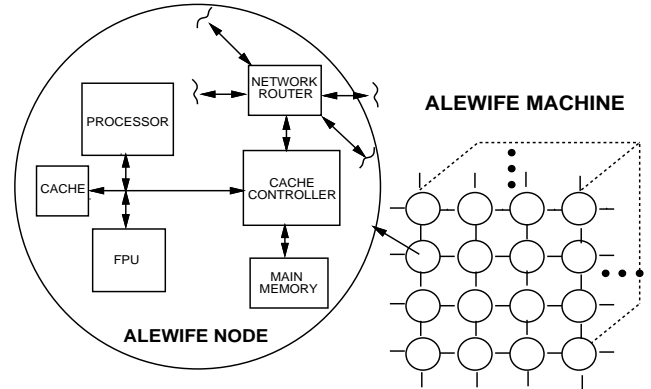 NETWORK
ROUTER
PROCESSOR
CACHE
CACHE
CONTROLLER
FPU
MAIN
MEMORY
ALEWIFE NODE
ALEWIFE MACHINE